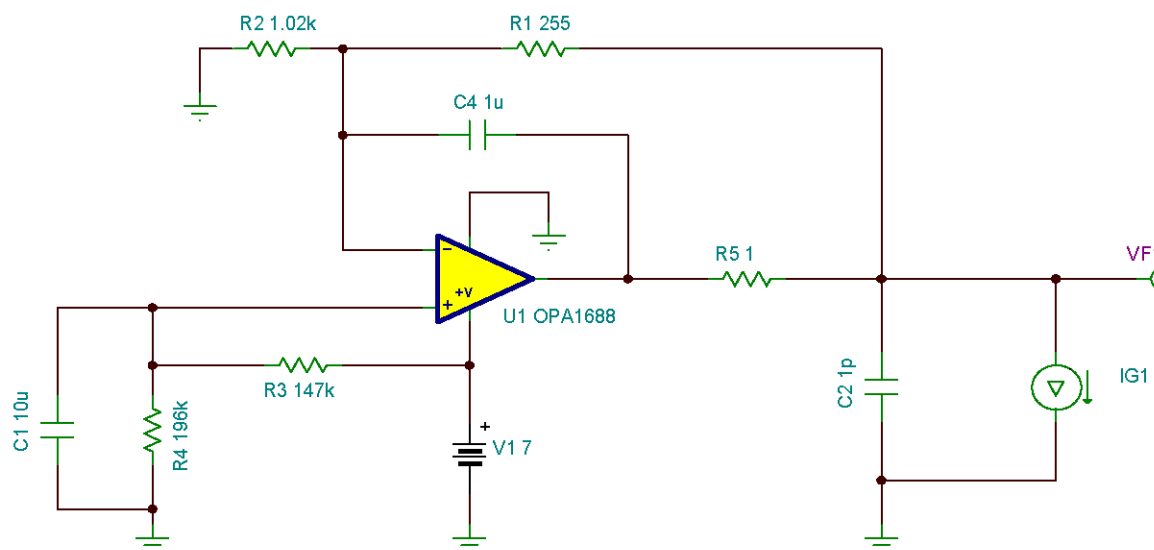 R2 1.02k
R1 255
C4 1u
−
+V
+
U1 OPA1688
R5 1
VF
R3 147k
C1 10u
R4 196k
+
V1 7
C2 1p
IG1